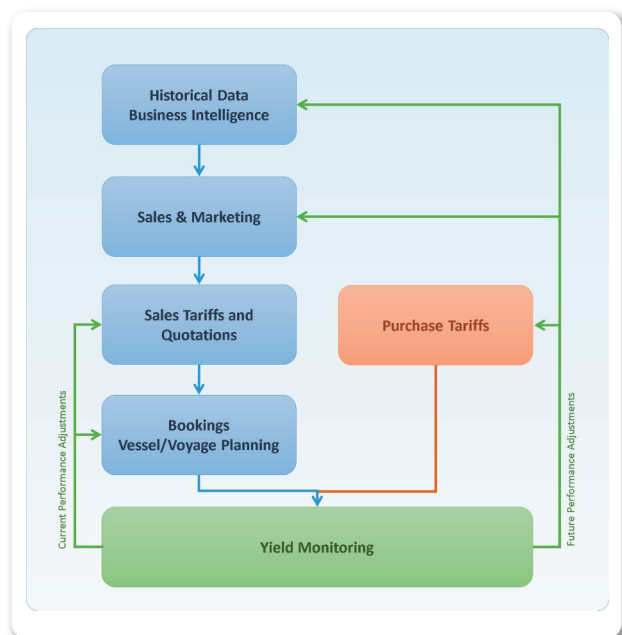 Historical Data
Business Intelligence
Sales & Marketing
Sales Tariffs and
Quotations
Purchase Tariffs
Bookings
Vessel/Voyage Planning
Current Performance Adjustments
Future Performance Adjustments
Yield Monitoring